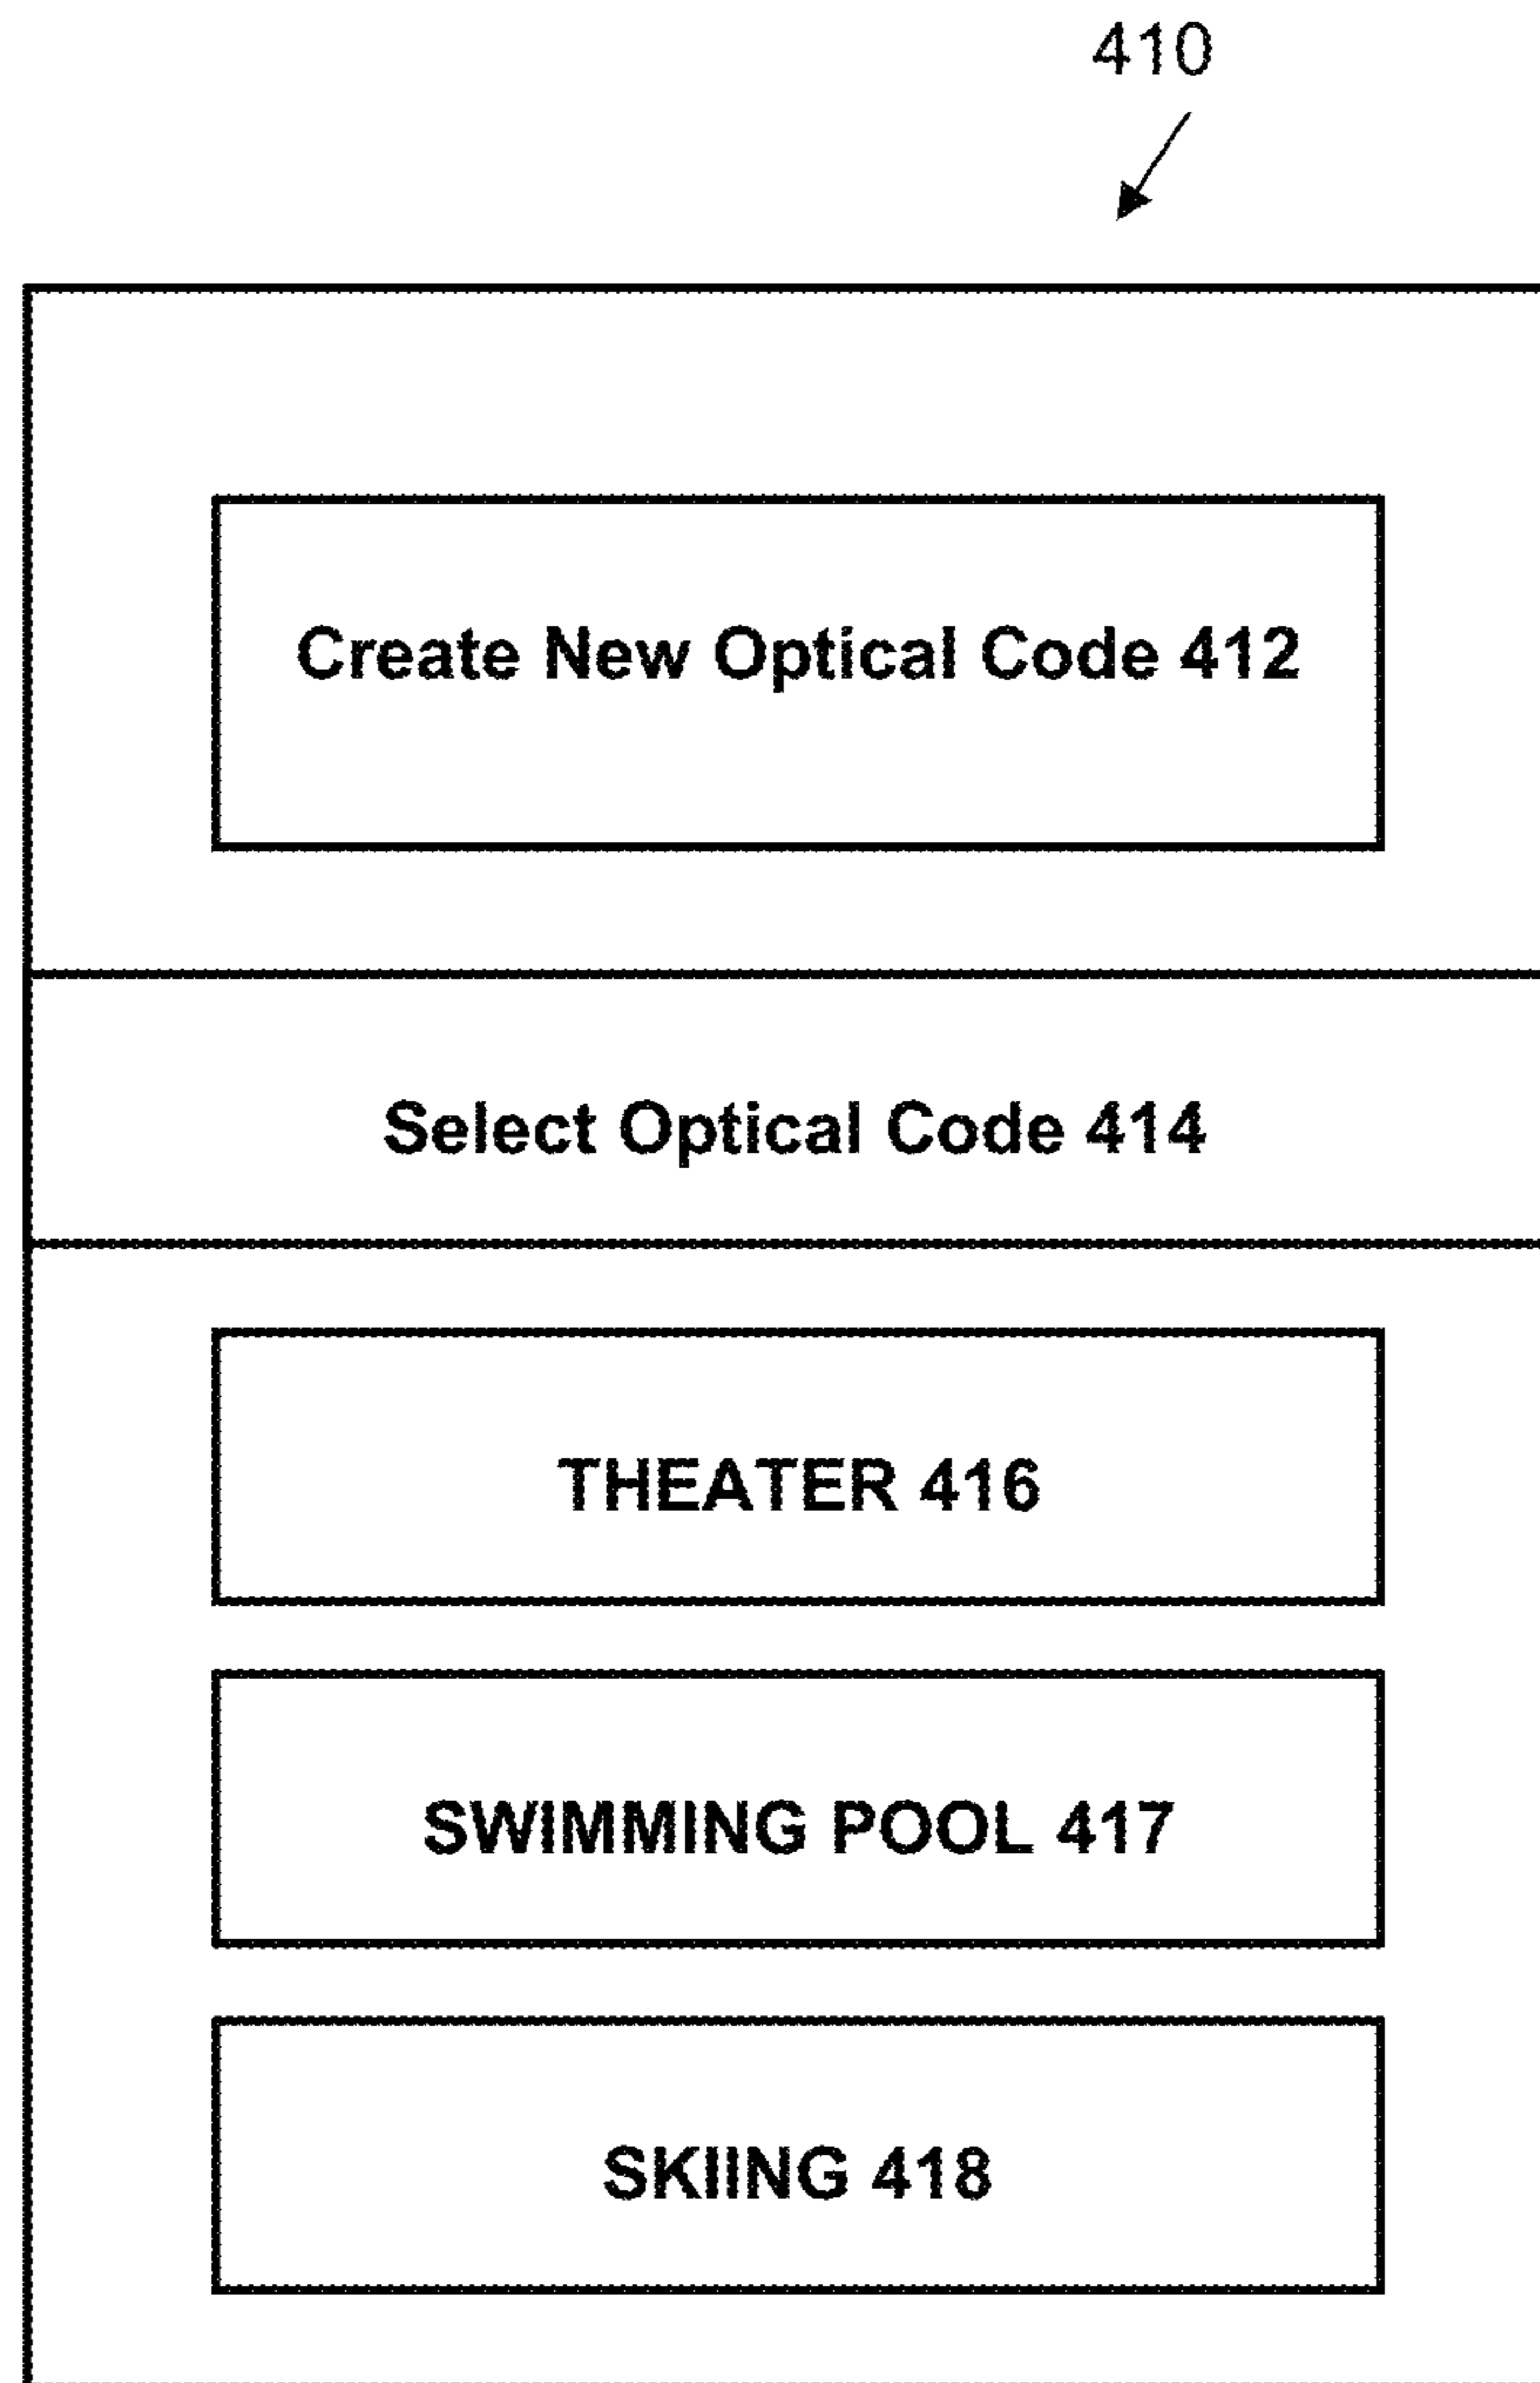 410
Create New Optical Code 412
Select Optical Code 414
THEATER 416
SWIMMING POOL 417
SKIING 418